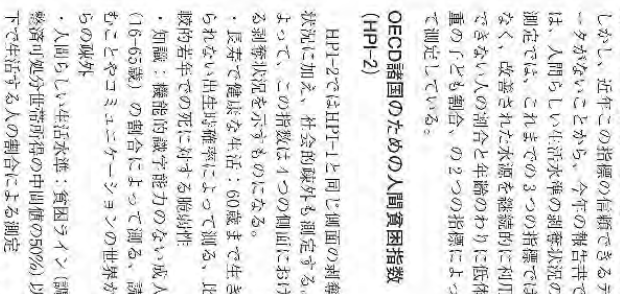 しかし、近年この指標の信頼できるデ
ータがないことから、今年の報告書で
は、人間らしい生活水準の剥奪状況の
測定では、これまでの3つの指標では
なく、改善された水源を継続的に利用
できない人の割合と年齢のわりに低体
重の子ども割合、の2つの指標によっ
て測定している。
OECD諸国のための人間貧困指数
(HPI-2)
HPI-2ではHPI-1と同じ側面の剥奪
状況に加え、社会的疎外も測定する。
よって、この指数は4つの側面におけ
る剥奪状況を示すものになる。
・長寿で健康な生活：60歳まで生き
られない出生時確率によって測る、比
較的若年での死に対する脆弱性
・知識：機能的識字能力のない成人
(16-65歳)の割合によって測る、読
むことやコミュニケーションの世界か
らの疎外
・人間らしい生活水準：貧困ライン(調
整済可処分世帯所得の中間値の50%)以
下で生活する人の割合による測定